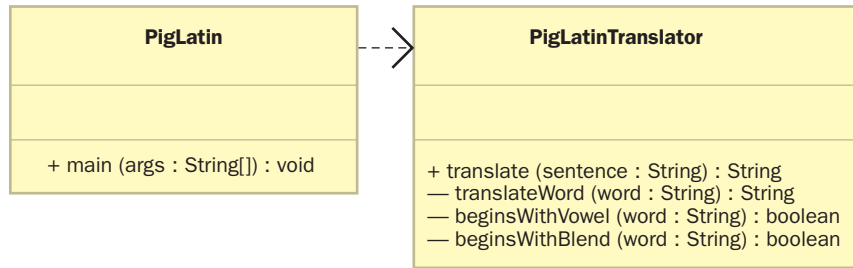 PigLatin
+ main (args : String[]) : void
PigLatinTranslator
+ translate (sentence : String) : String
— translateWord (word : String) : String
— beginsWithVowel (word : String) : boolean
— beginsWithBlend (word : String) : boolean